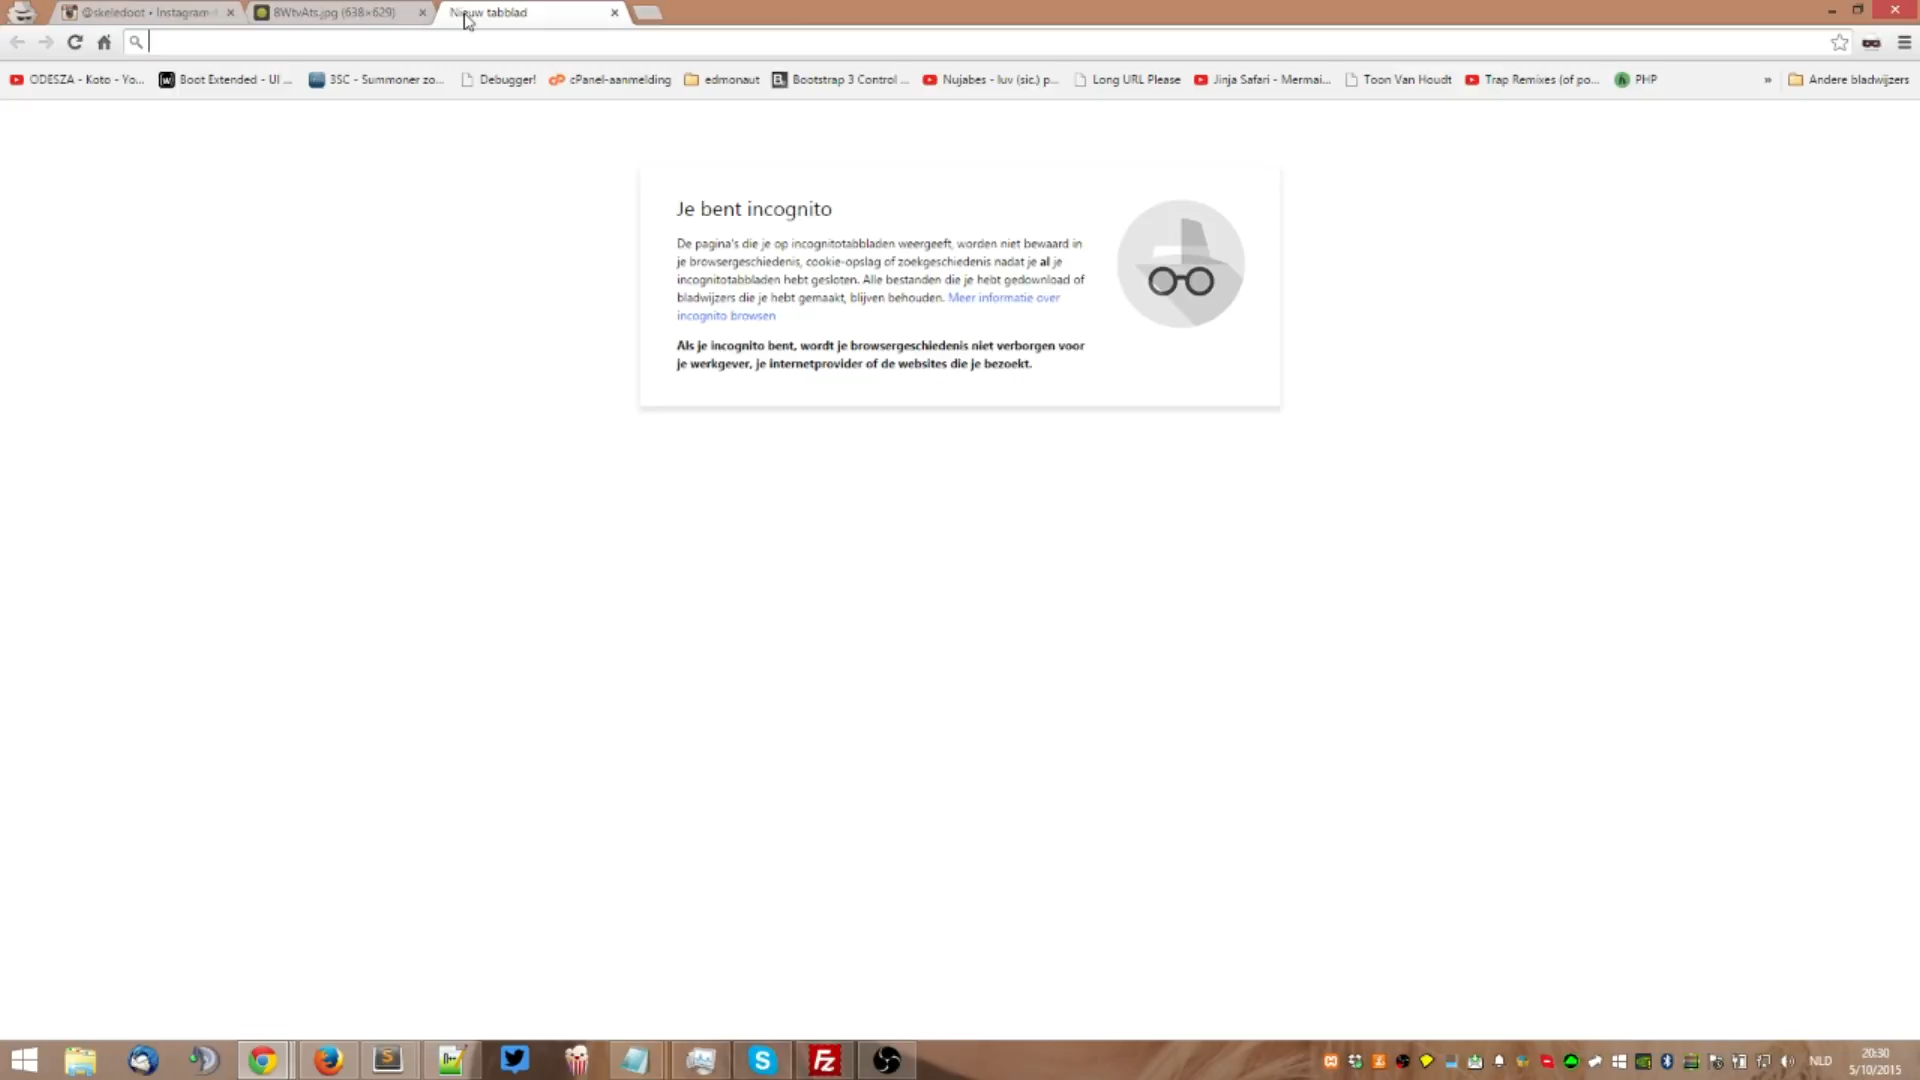 @skeledoot • Instagram
8WtvAts.jpg (638×629)
Nieuw tabblad
ODESZA - Koto - Yo...
Boot Extended - UI ...
3SC - Summoner zo...
Debugger!
cPanel-aanmelding
edmonaut
Bootstrap 3 Control ...
Nujabes - luv (sic.) p...
Long URL Please
Jinja Safari - Mermai...
Toon Van Houdt
Trap Remixes (of po...
PHP
»
Andere bladwijzers
Je bent incognito
De pagina's die je op incognitotabbladen weergeeft, worden niet bewaard in
je browsergeschiedenis, cookie-opslag of zoekgeschiedenis nadat je al je
incognitotabbladen hebt gesloten. Alle bestanden die je hebt gedownload of
bladwijzers die je hebt gemaakt, blijven behouden. Meer informatie over
incognito browsen
Als je incognito bent, wordt je browsergeschiedenis niet verborgen voor
je werkgever, je internetprovider of de websites die je bezoekt.
NLD
20:30
5/10/2015